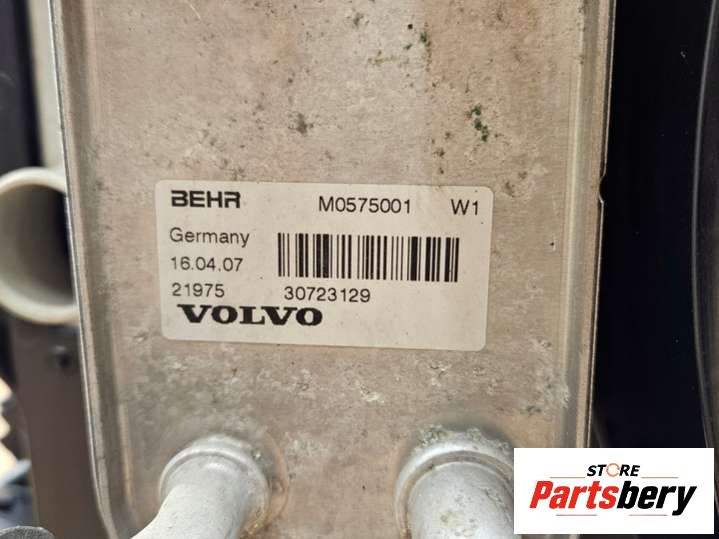 BEHR M0575001 W1
Germany
16.04.07
21975 30723129
VOLVO
STORE
Partsbery